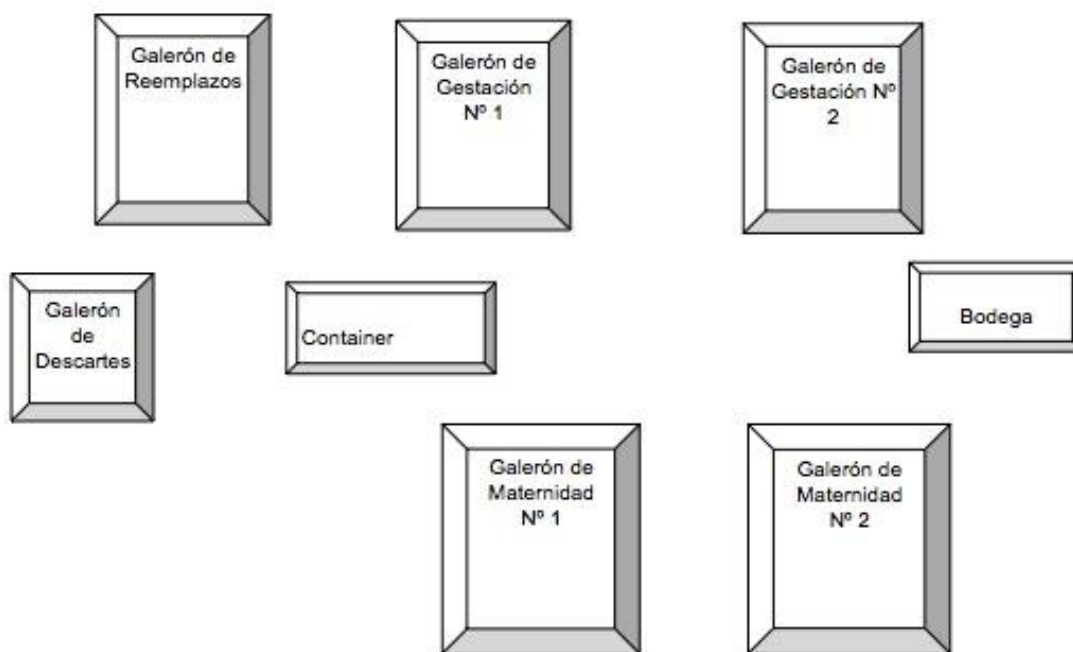 Galerón de
Reemplazos
Galerón de
Gestación
Nº 1
Galerón de
Gestación Nº
2
Galerón
de
Descartes
Container
Bodega
Galerón de
Maternidad
Nº 1
Galerón de
Maternidad
Nº 2